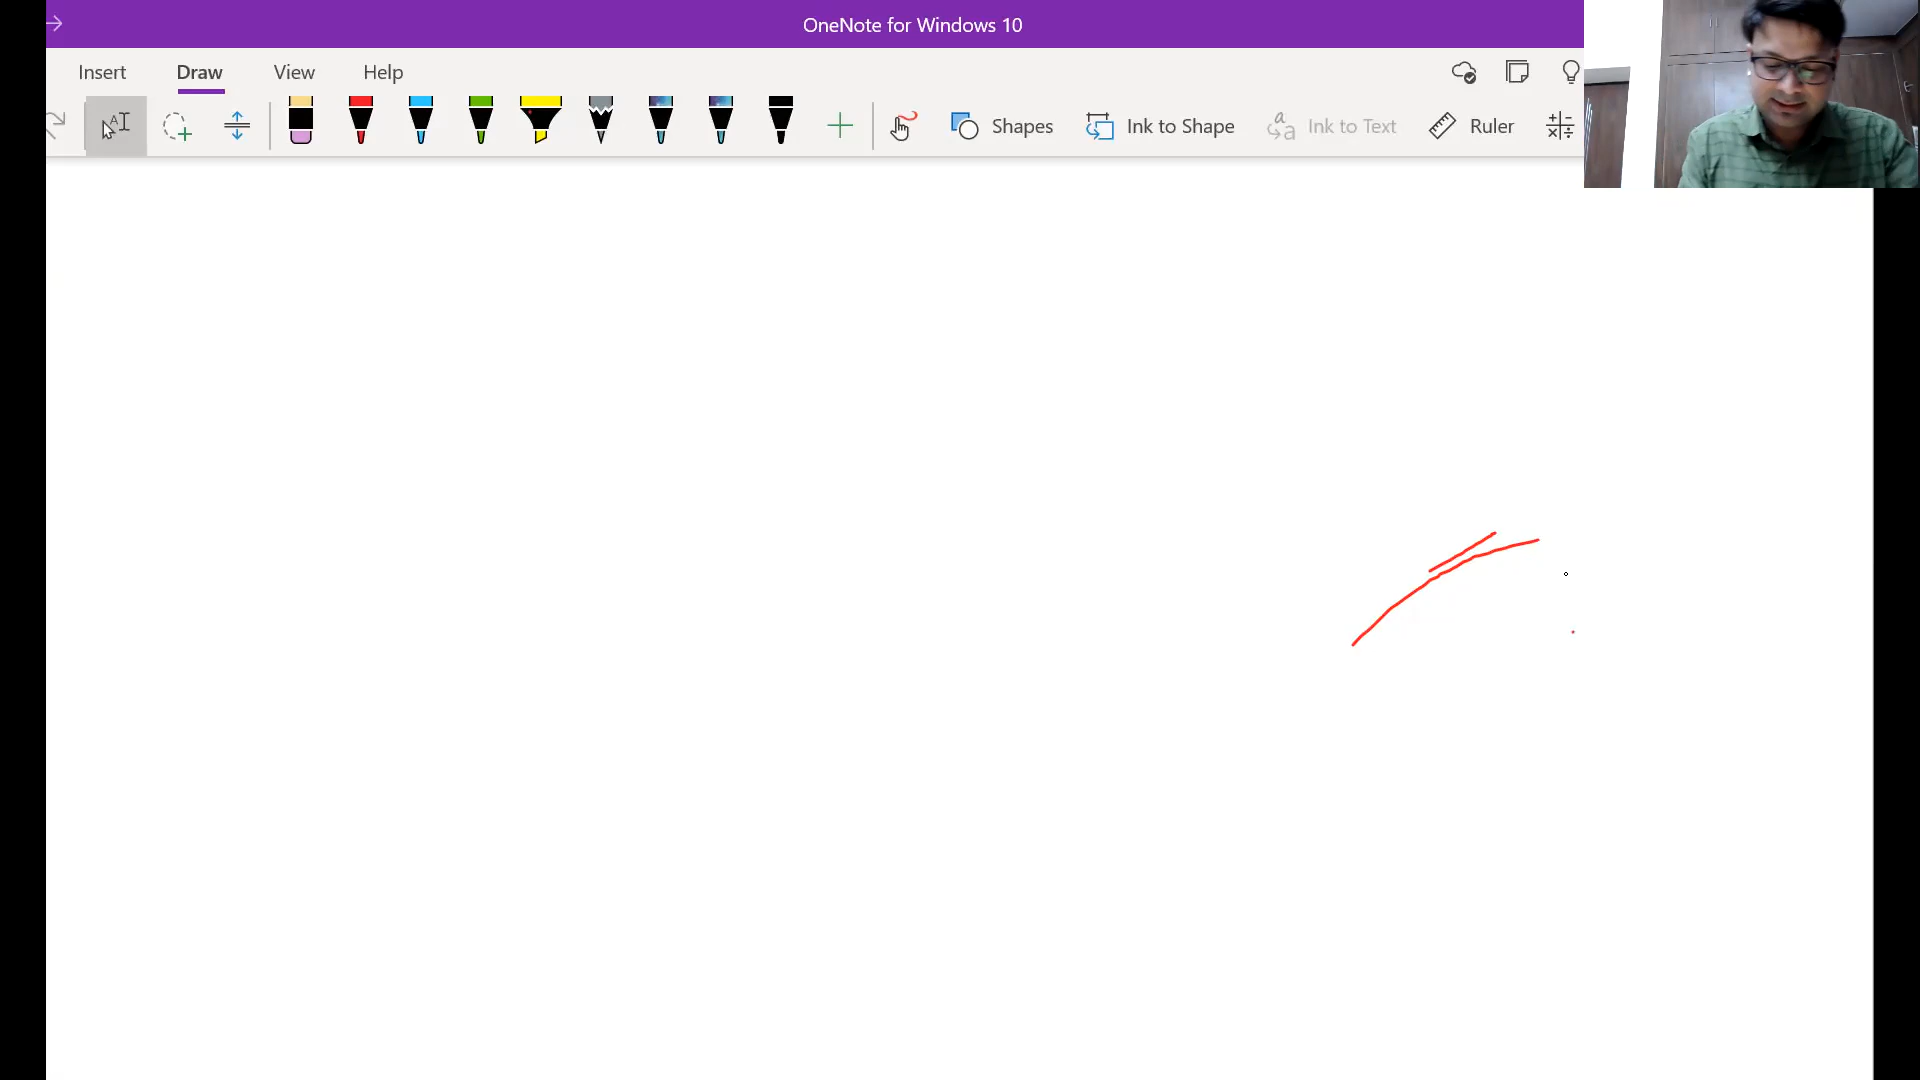 OneNote for Windows 10
Insert Draw View Help
Shapes Ink to Shape Ink to Text Ruler